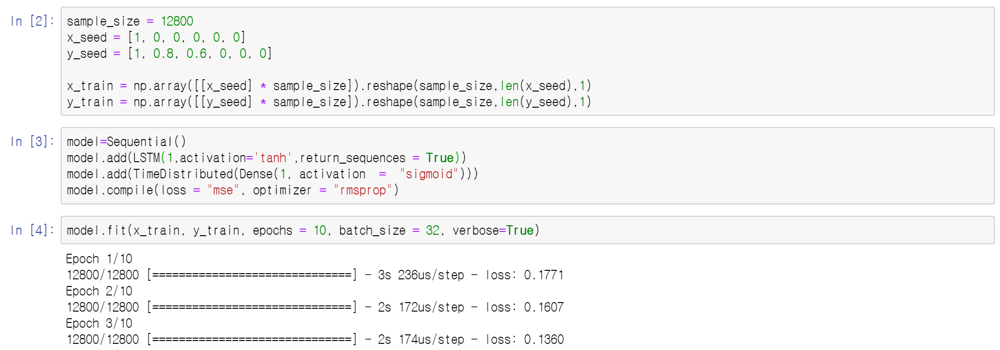 In [2]:
sample_size = 12800
x_seed = [1, 0, 0, 0, 0, 0]
y_seed = [1, 0.8, 0.6, 0, 0, 0]
x_train = np.array([[x_seed] * sample_size]).reshape(sample_size,len(x_seed),1)
y_train = np.array([[y_seed] * sample_size]).reshape(sample_size,len(y_seed),1)
In [3]:
model=Sequential()
model.add(LSTM(1,activation='tanh',return_sequences = True))
model.add(TimeDistributed(Dense(1, activation  =  "sigmoid")))
model.compile(loss = "mse", optimizer = "rmsprop")
In [4]:
model.fit(x_train, y_train, epochs = 10, batch_size = 32, verbose=True)
Epoch 1/10
12800/12800 [==============================] - 3s 236us/step - loss: 0.1771
Epoch 2/10
12800/12800 [==============================] - 2s 172us/step - loss: 0.1607
Epoch 3/10
12800/12800 [==============================] - 2s 174us/step - loss: 0.1360